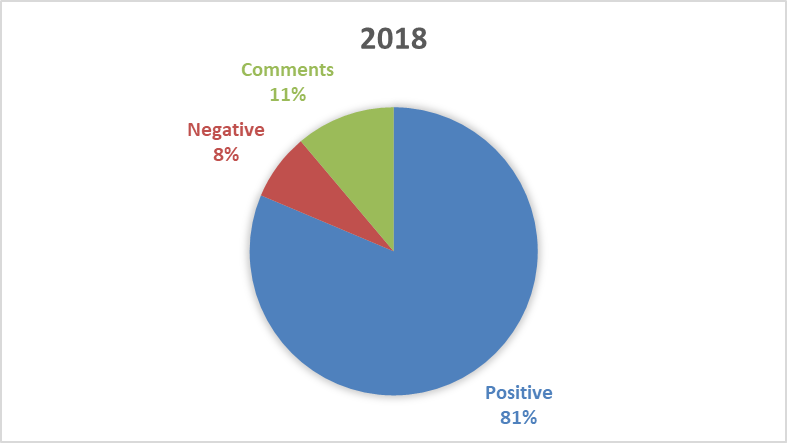 2018
Comments
11%
Negative
8%
Positive
81%